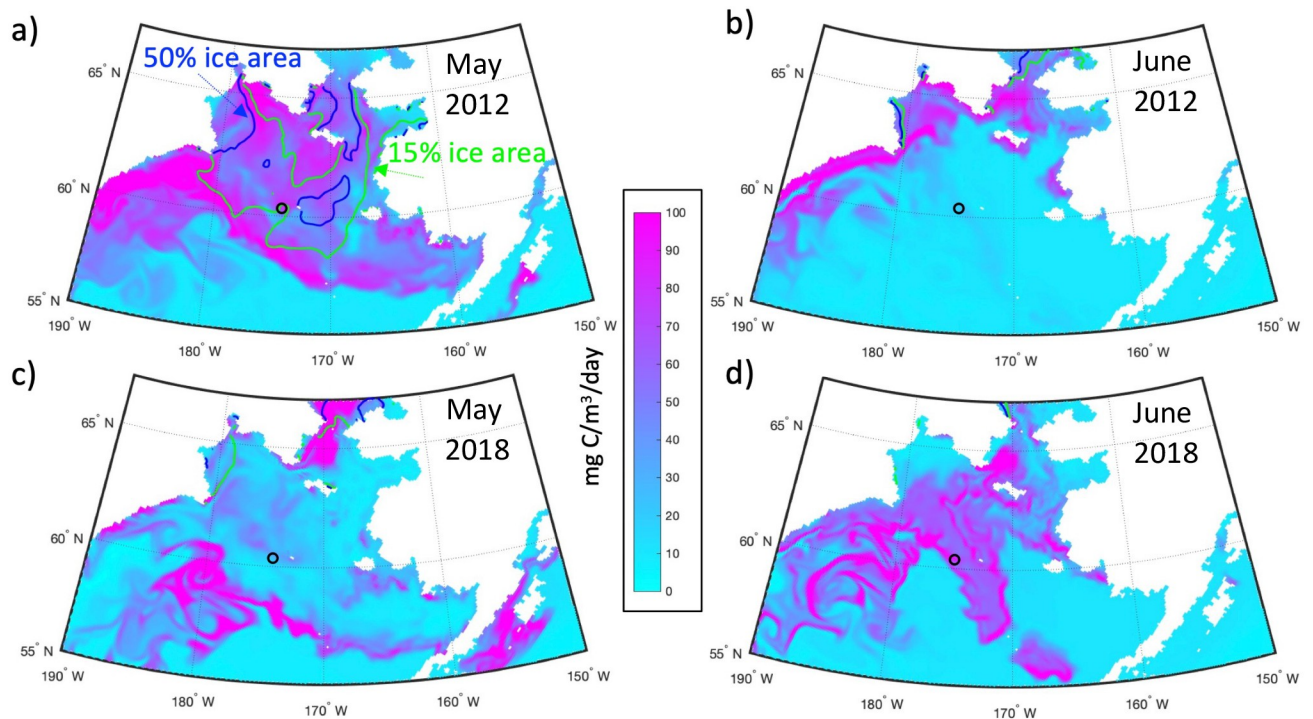 a)
50% ice area
May
2012
15% ice area
65° N
60° N
55° N
190° W
180° W
170° W
160° W
150° W
b)
June
2012
65° N
60° N
55° N
190° W
180° W
170° W
160° W
150° W
mg C/m³/day
100
90
80
70
60
50
40
30
20
10
0
c)
May
2018
65° N
60° N
55° N
190° W
180° W
170° W
160° W
150° W
d)
June
2018
65° N
60° N
55° N
190° W
180° W
170° W
160° W
150° W